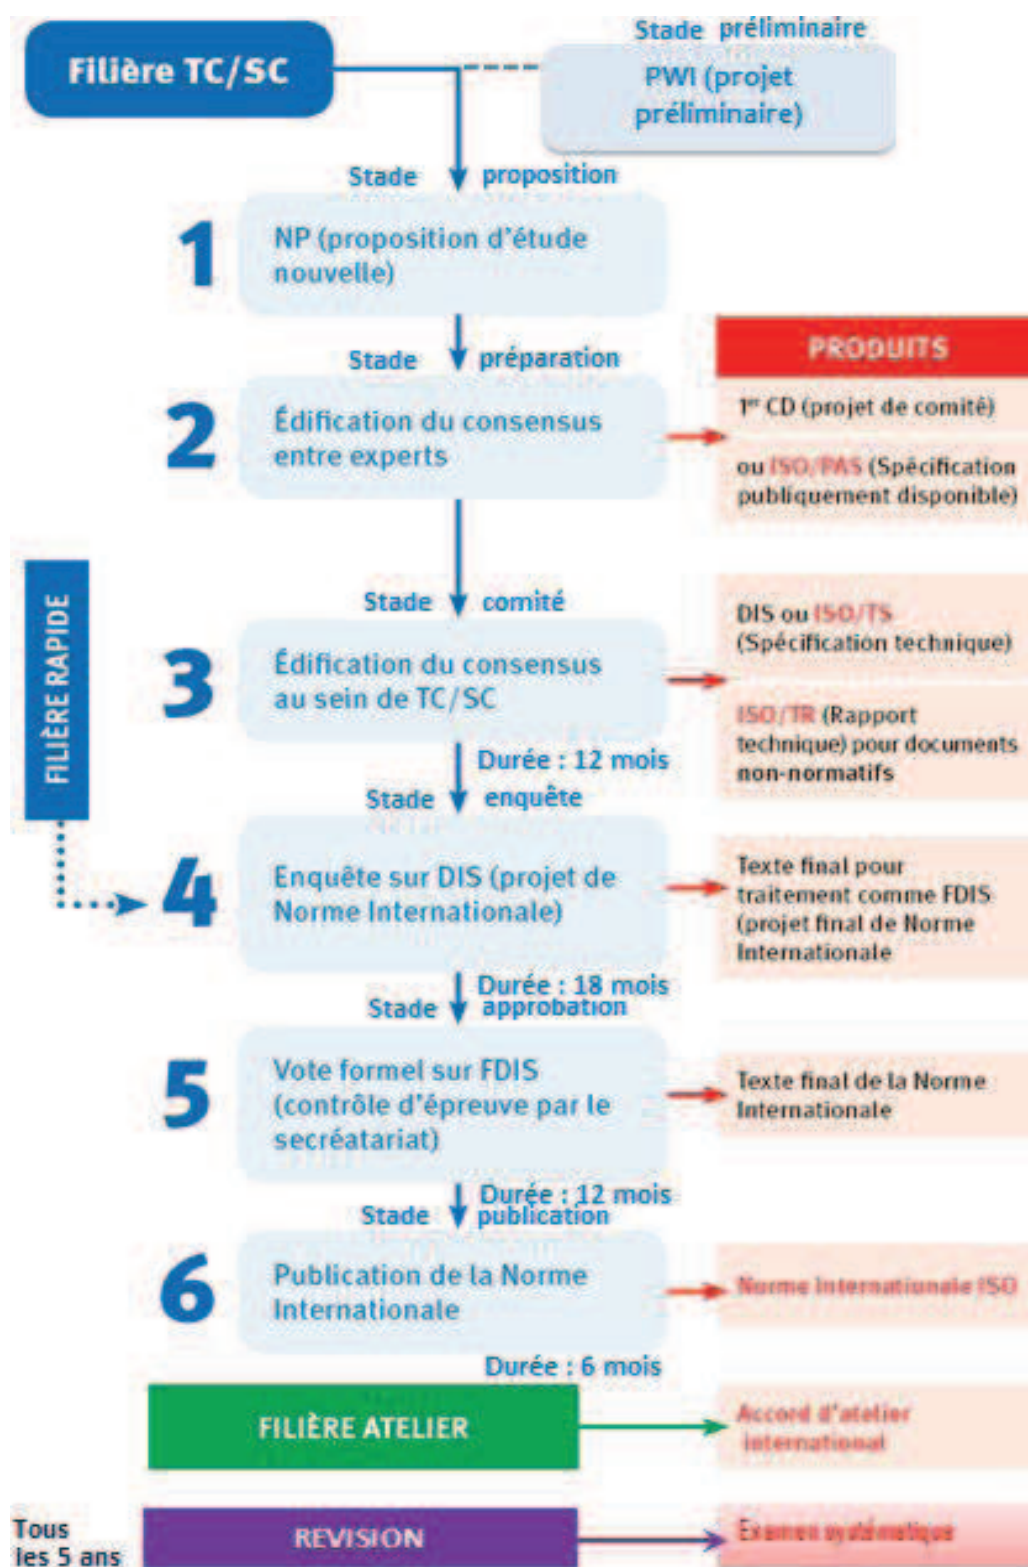 Stade préliminaire
Filière TC/SC
PWI (projet
préliminaire)
Stade proposition
1
NP (proposition d'étude
nouvelle)
Stade préparation
2
Édification du consensus
entre experts
PRODUITS
1er CD (projet de comité)
ou ISO/PAS (Spécification
publiquement disponible)
FILIÈRE RAPIDE
Stade comité
3
Édification du consensus
au sein de TC/SC
DIS ou ISO/TS
(Spécification technique)
ISO/TR (Rapport
technique) pour documents
non-normatifs
Durée : 12 mois
Stade enquête
4
Enquête sur DIS (projet de
Norme Internationale)
Texte final pour
traitement comme FDIS
(projet final de Norme
Internationale
Durée : 18 mois
Stade approbation
5
Vote formel sur FDIS
(contrôle d'épreuve par le
secréatariat)
Texte final de la Norme
Internationale
Durée : 12 mois
Stade publication
6
Publication de la Norme
Internationale
Norme Internationale ISO
Durée : 6 mois
FILIÈRE ATELIER
Accord d'atelier
international
Tous
les 5 ans
REVISION
Examen systématique